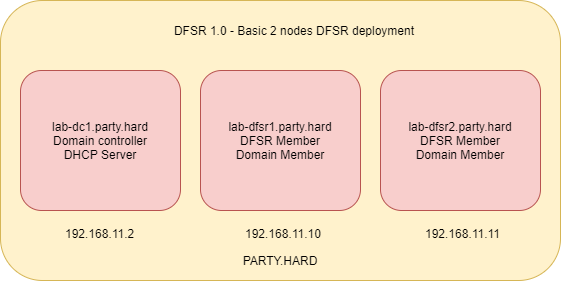 DFSR 1.0 - Basic 2 nodes DFSR deployment
lab-dc1.party.hard
Domain controller
DHCP Server
lab-dfsr1.party.hard
DFSR Member
Domain Member
lab-dfsr2.party.hard
DFSR Member
Domain Member
192.168.11.2
192.168.11.10
192.168.11.11
PARTY.HARD